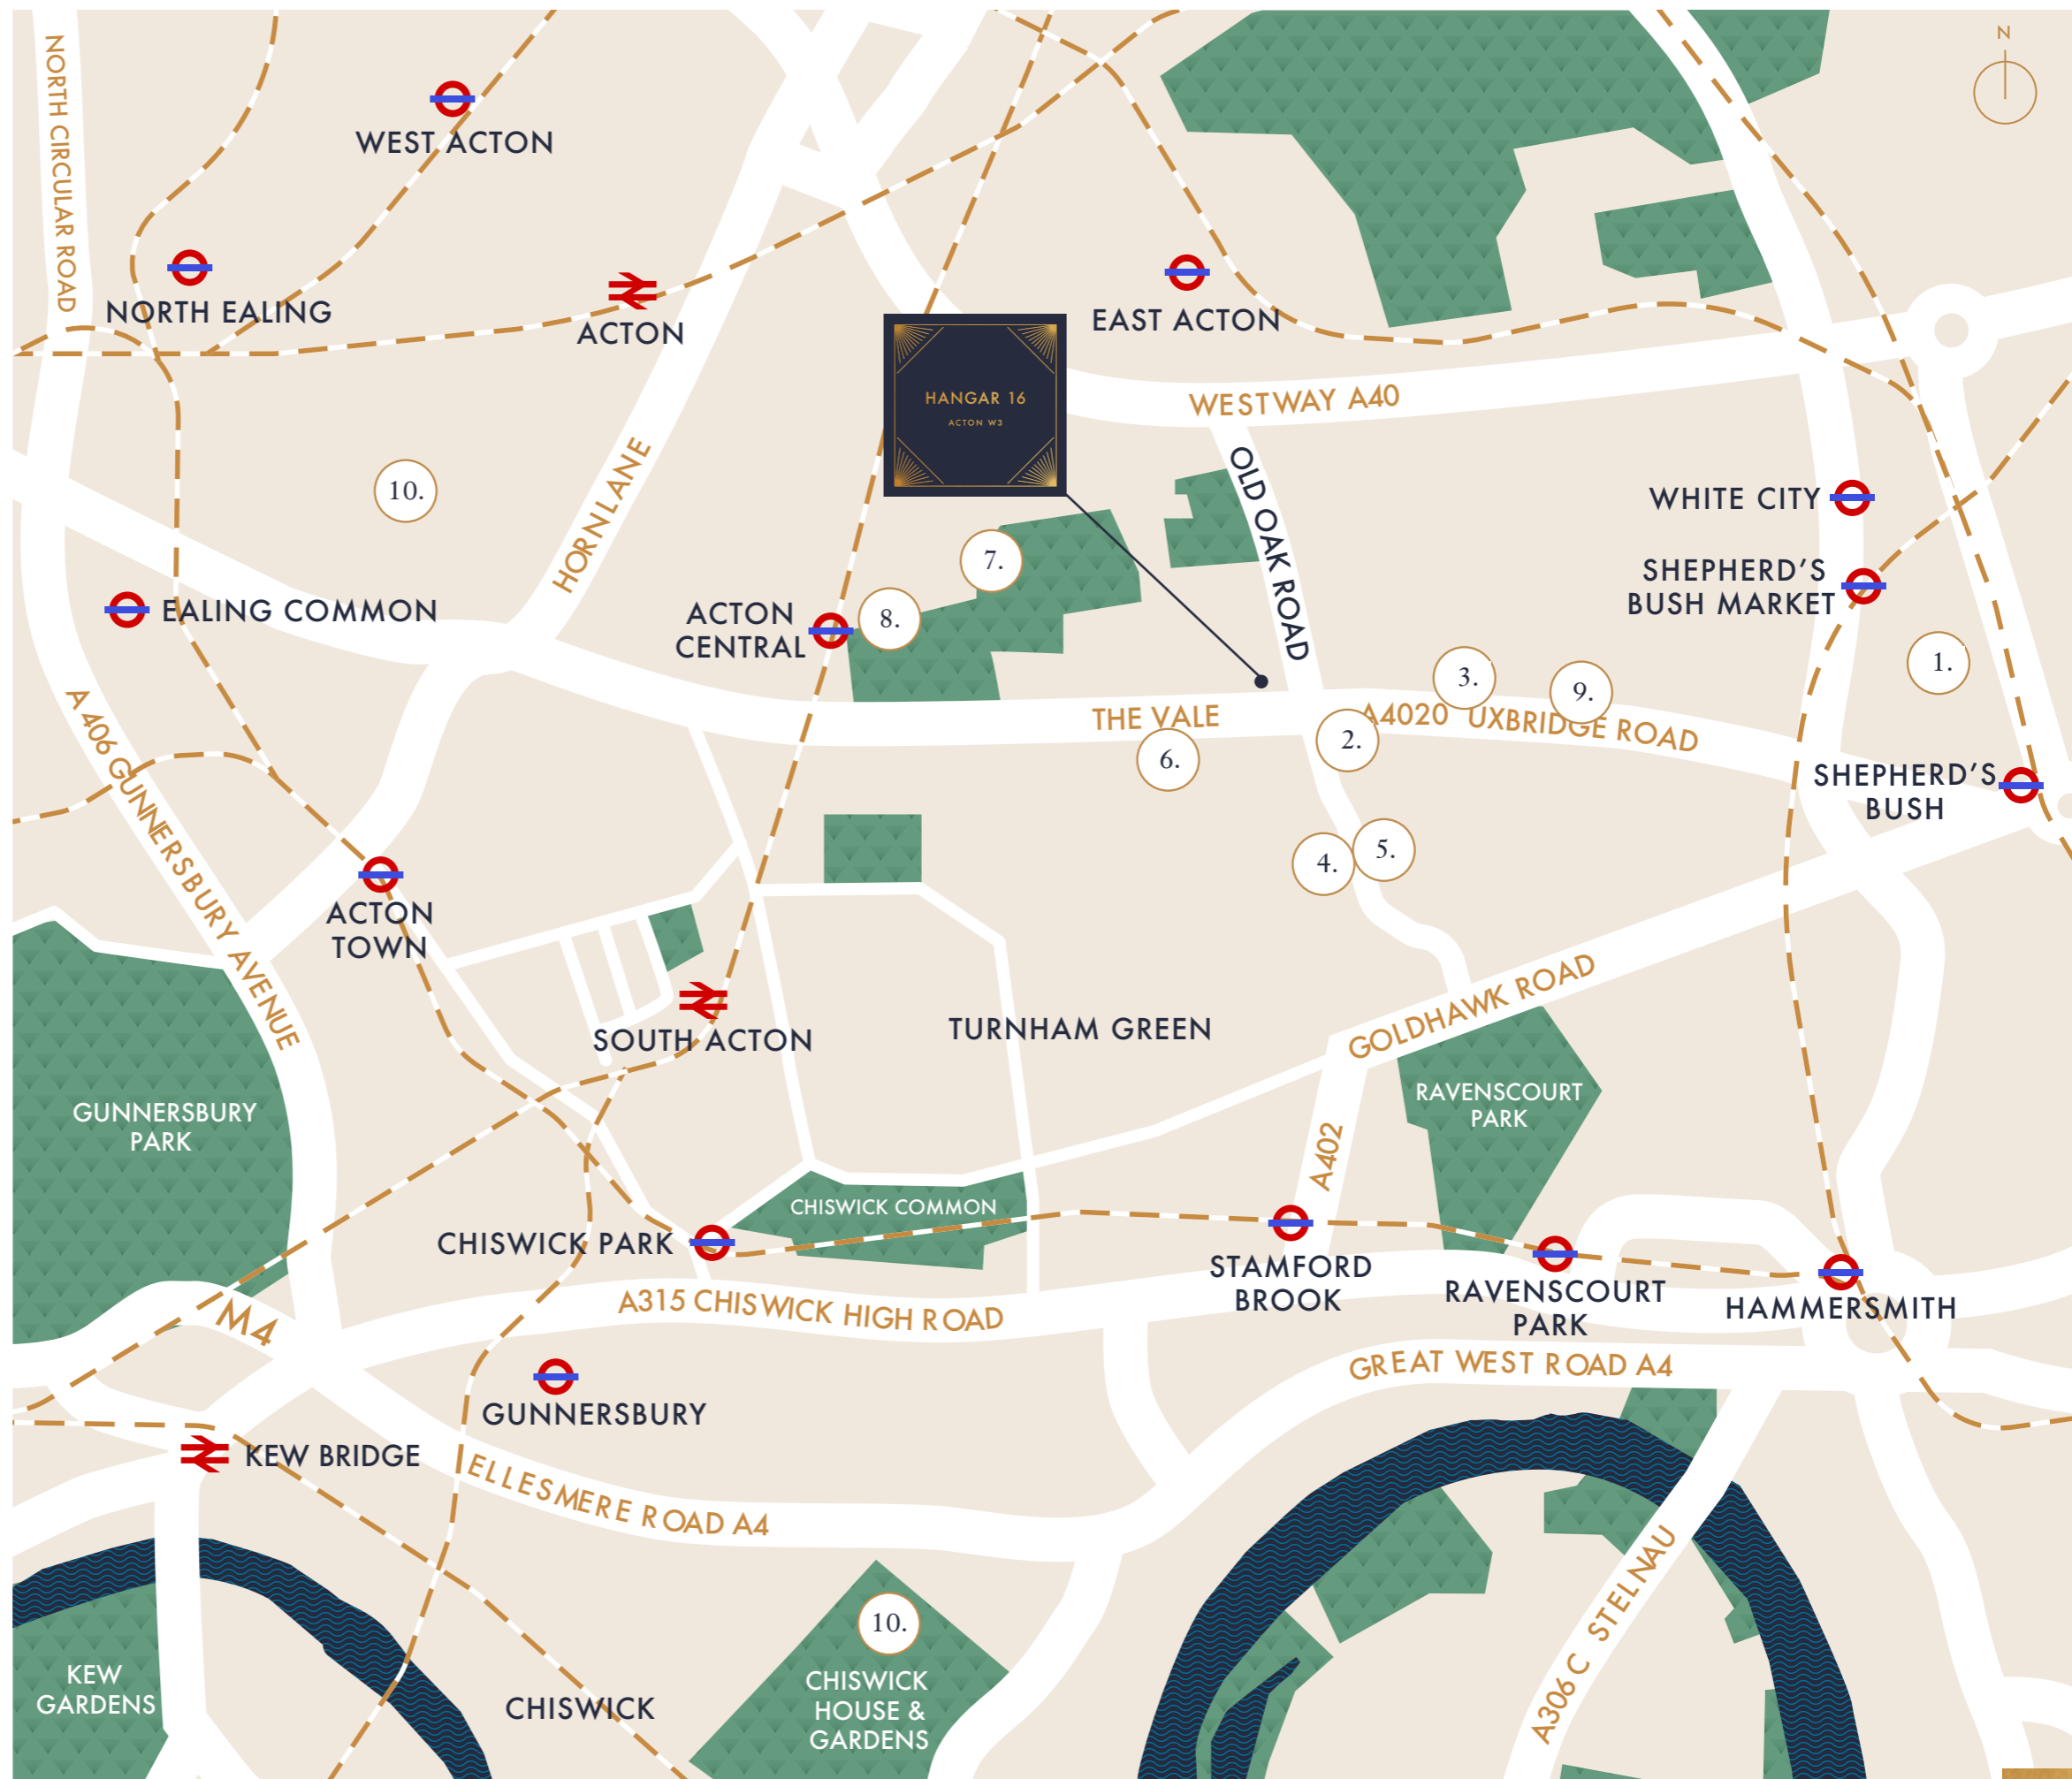 N
NORTH CIRCULAR ROAD
WEST ACTON
NORTH EALING
ACTON
EAST ACTON
HANGAR 16
ACTON W3
WESTWAY A40
HORN LANE
OLD OAK ROAD
10.
WHITE CITY
SHEPHERD'S
BUSH MARKET
7.
8.
EALING COMMON
ACTON
CENTRAL
1.
3.
9.
THE VALE
A4020 UXBRIDGE ROAD
2.
6.
A 406 GUNNERSBURY AVENUE
SHEPHERD'S
BUSH
4.
5.
ACTON
TOWN
SOUTH ACTON
TURNHAM GREEN
GOLDHAWK ROAD
GUNNERSBURY
PARK
RAVENSCOURT
PARK
A402
CHISWICK COMMON
CHISWICK PARK
STAMFORD
BROOK
RAVENSCOURT
PARK
HAMMERSMITH
M4
A315 CHISWICK HIGH ROAD
GREAT WEST ROAD A4
GUNNERSBURY
KEW BRIDGE
ELLESMERE ROAD A4
A306 C STELNAU
10.
KEW
GARDENS
CHISWICK
CHISWICK
HOUSE &
GARDENS